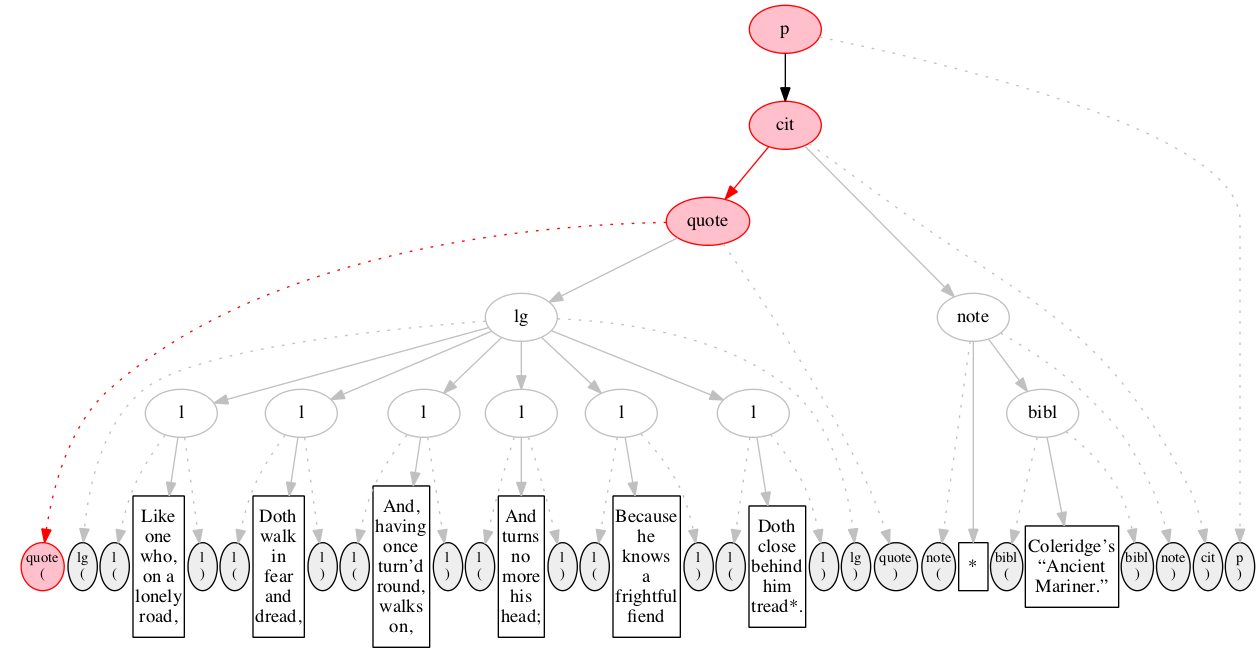 p
cit
quote
lg
note
l
l
l
l
l
l
bibl
quote
(
lg
(
l
(
Like
one
who,
on a
lonely
road,
l
)
l
(
Doth
walk
in
fear
and
dread,
l
)
l
(
And,
having
once
turn’d
round,
walks
on,
l
)
l
(
And
turns
no
more
his
head;
l
)
l
(
Because
he
knows
a
frightful
fiend
l
)
l
(
Doth
close
behind
him
tread*.
l
)
lg
)
quote
)
note
(
*
bibl
(
Coleridge’s
“Ancient
Mariner.”
bibl
)
note
)
cit
)
p
)